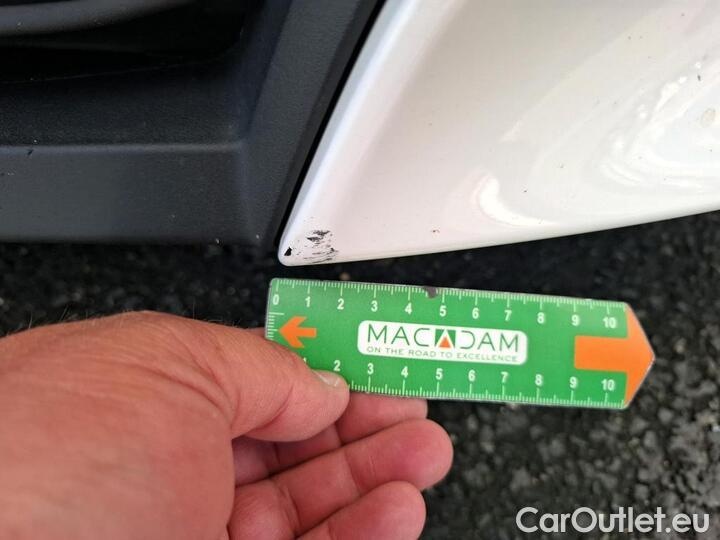 0 1 2 3 4 5 6 7 8 9 10
MACADAM
ON THE ROAD TO EXCELLENCE
1 2 3 4 5 6 7 8 9 10
CarOutlet.eu